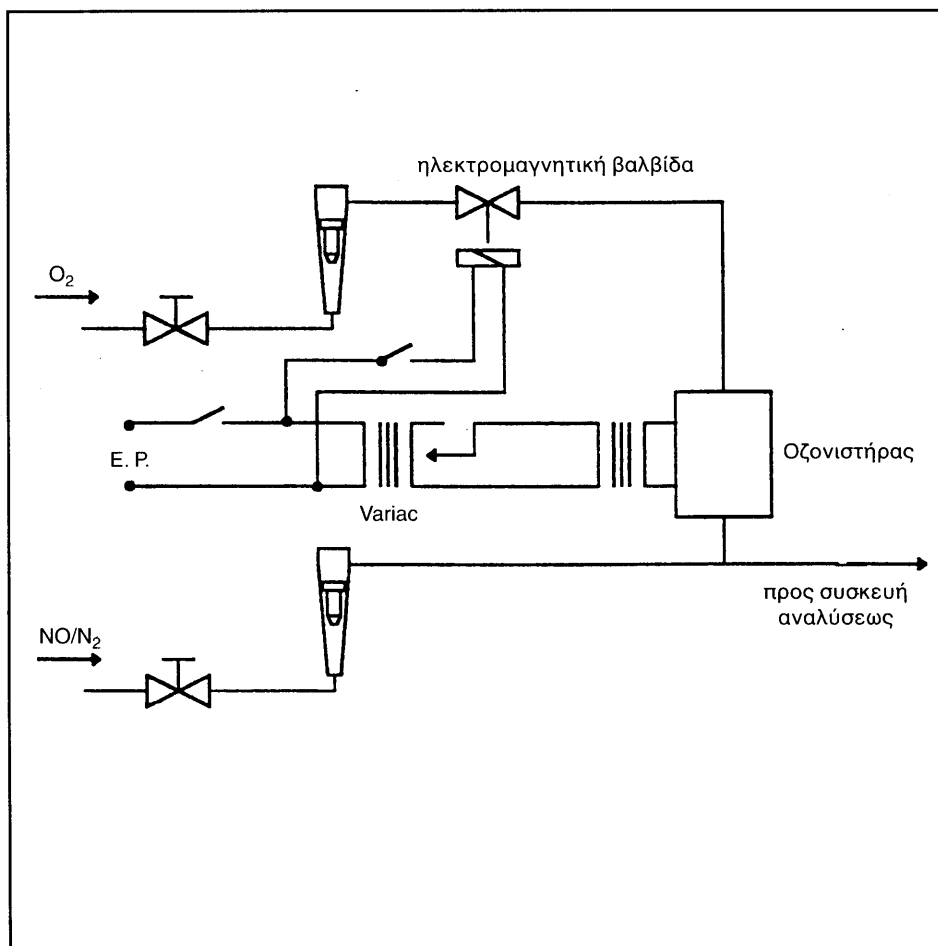 ηλεκτρομαγνητική βαλβίδα
O₂
E. P.
Οζονιστήρας
Variac
προς συσκευή
αναλύσεως
NO/N₂